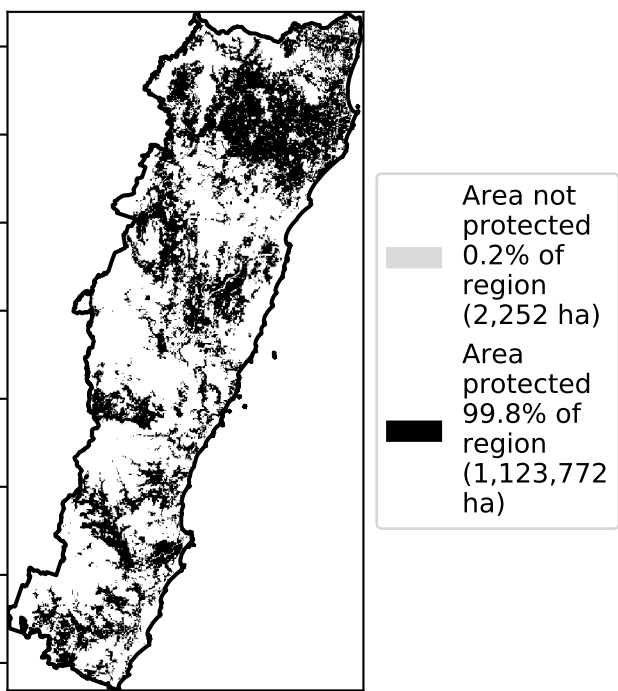 Area not
protected
0.2% of
region
(2,252 ha)
Area
protected
99.8% of
region
(1,123,772
ha)